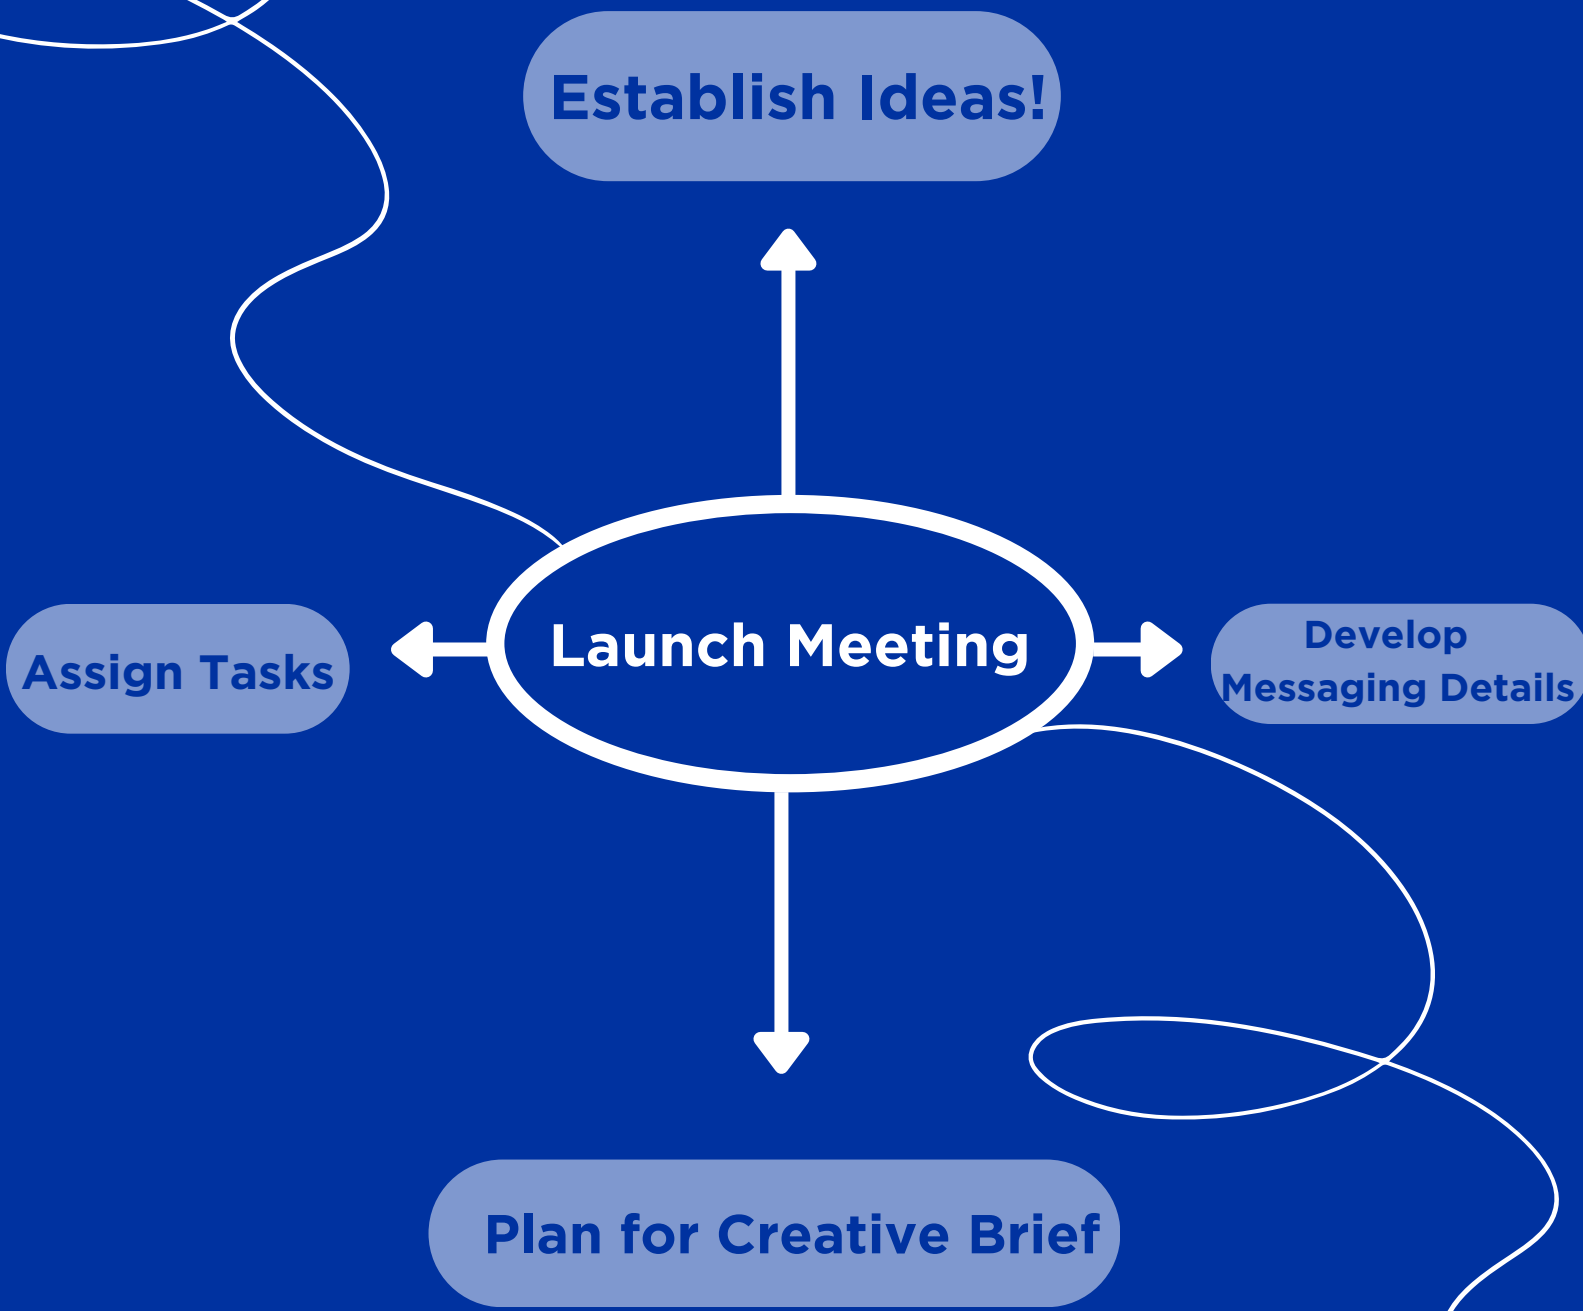 Establish Ideas!
Launch Meeting
Assign Tasks
Develop
Messaging Details
Plan for Creative Brief